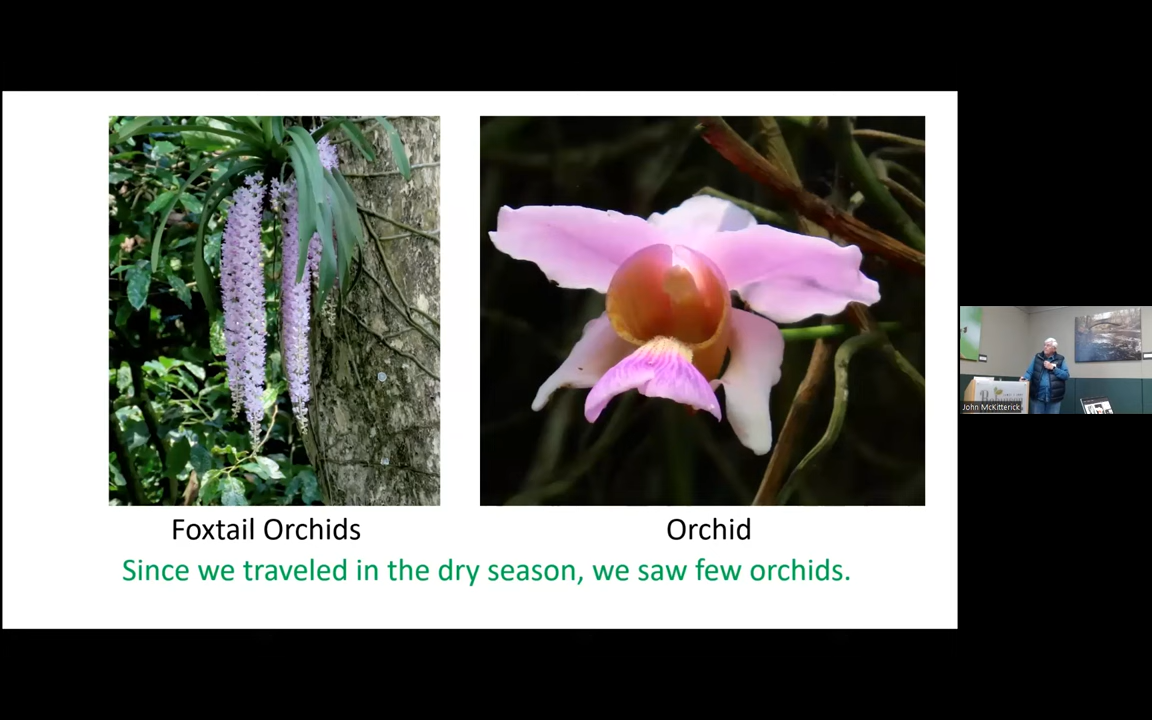 Foxtail Orchids
Orchid
Since we traveled in the dry season, we saw few orchids.
John McKitterick